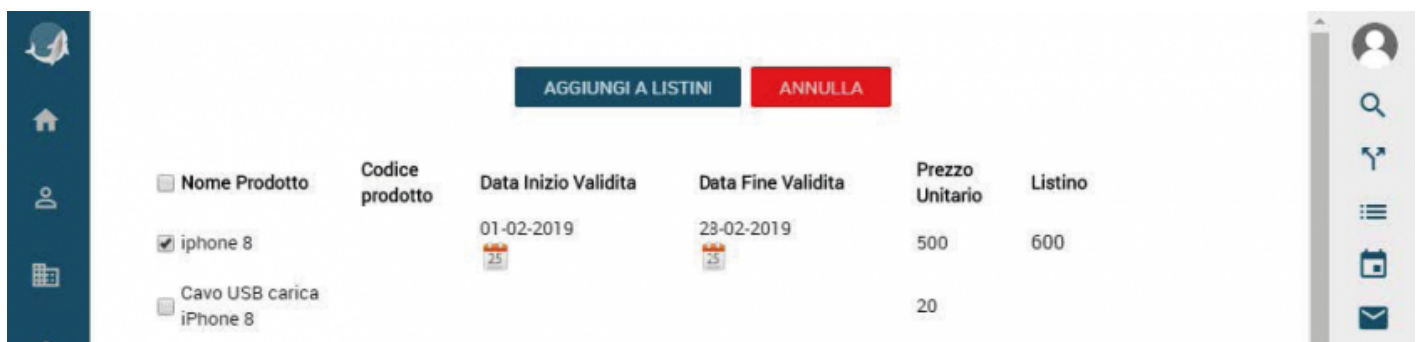 AGGIUNGI A LISTINI ANNULLA
Nome Prodotto Codice prodotto Data Inizio Validita Data Fine Validita Prezzo Unitario Listino
iphone 8 01-02-2019 28-02-2019 500 600
25 25
Cavo USB carica
iPhone 8 20